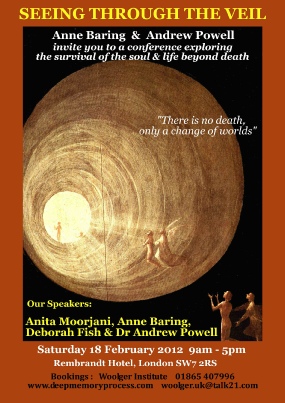 SEEING THROUGH THE VEIL
Anne Baring & Andrew Powell
invite you to a conference exploring
the survival of the soul & life beyond death
"There is no death,
only a change of worlds"
Our Speakers:
Anita Moorjani, Anne Baring,
Deborah Fish & Dr Andrew Powell
Saturday 18 February 2012 9am - 5pm
Rembrandt Hotel, London SW7 2RS
Bookings : Woolger Institute 01865 407996
www.deepmemoryprocess.com woolger.uk@talk21.com